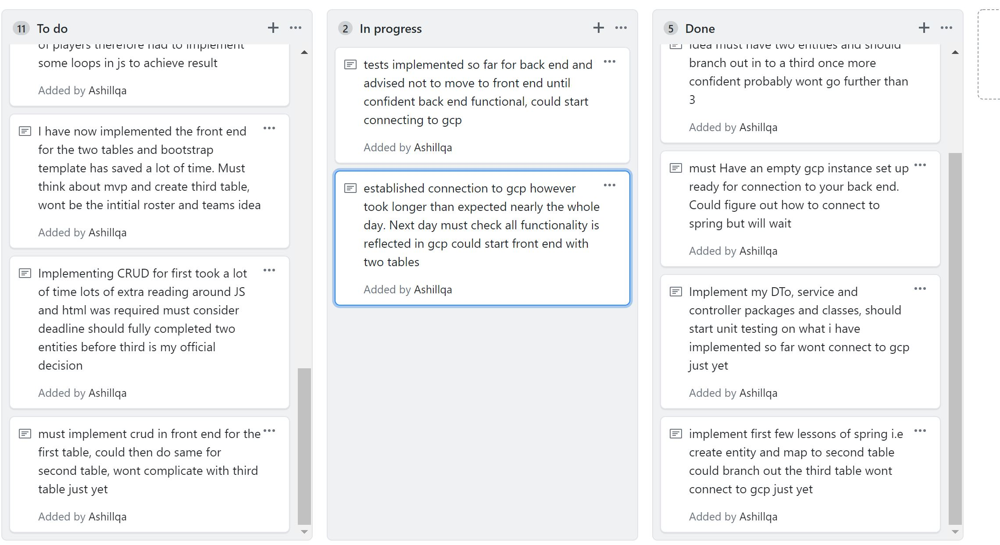 11 To do
of players therefore had to implement
some loops in js to achieve result
Added by Ashillqa
I have now implemented the front end
for the two tables and bootstrap
template has saved a lot of time. Must
think about mvp and create third table,
wont be the intitial roster and teams idea
Added by Ashillqa
Implementing CRUD for first took a lot
of time lots of extra reading around JS
and html was required must consider
deadline should fully completed two
entities before third is my official
decision
Added by Ashillqa
must implement crud in front end for the
first table, could then do same for
second table, wont complicate with third
table just yet
Added by Ashillqa
2 In progress
tests implemented so far for back end and
advised not to move to front end until
confident back end functional, could start
connecting to gcp
Added by Ashillqa
established connection to gcp however
took longer than expected nearly the whole
day. Next day must check all functionality is
reflected in gcp could start front end with
two tables
Added by Ashillqa
5 Done
Idea must have two entities and should
branch out in to a third once more
confident probably wont go further than
3
Added by Ashillqa
must Have an empty gcp instance set up
ready for connection to your back end.
Could figure out how to connect to
spring but will wait
Added by Ashillqa
Implement my DTo, service and
controller packages and classes, should
start unit testing on what i have
implemented so far wont connect to gcp
just yet
Added by Ashillqa
implement first few lessons of spring i.e
create entity and map to second table
could branch out the third table wont
connect to gcp just yet
Added by Ashillqa